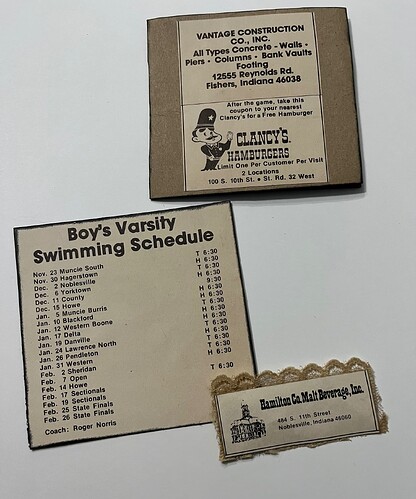 VANTAGE CONSTRUCTION
CO., INC.
All Types Concrete - Walls -
Piers - Columns - Bank Vaults
Footing
12555 Reynolds Rd.
Fishers, Indiana 46038
After the game, take this
coupon to your nearest
Clancy's for a Free Hamburger
CLANCY'S.
HAMBURGERS
Limit One Per Customer Per Visit
2 Locations
100 S. 10th St. • St. Rd. 32 West
Boy's Varsity
Swimming Schedule
Nov. 23 Muncie South T 6:30
Nov. 30 Hagerstown H 6:30
Dec. 2 Noblesville 6:30
Dec. 6 Yorktown 6:30
Dec. 11 County 9:30
Dec. 15 Howe 6:30
Jan. 5 Muncie Burris 6:30
Jan. 10 Blackford 6:30
Jan. 12 Western Boone 6:30
Jan. 17 Delta 6:30
Jan. 19 Danville 6:30
Jan. 24 Lawrence North 6:30
Jan. 26 Pendleton 6:30
Jan. 31 Western 6:30
Feb. 2 Sheridan 6:30
Feb. 7 Open
Feb. 14 Howe T 6:30
Feb. 17 Sectionals
Feb. 19 Sectionals
Feb. 25 State Finals
Feb. 26 State Finals
Coach: Roger Norris
Hamilton Co. Malt Beverage, Inc.
484 S. 11th Street
Noblesville, Indiana 46060